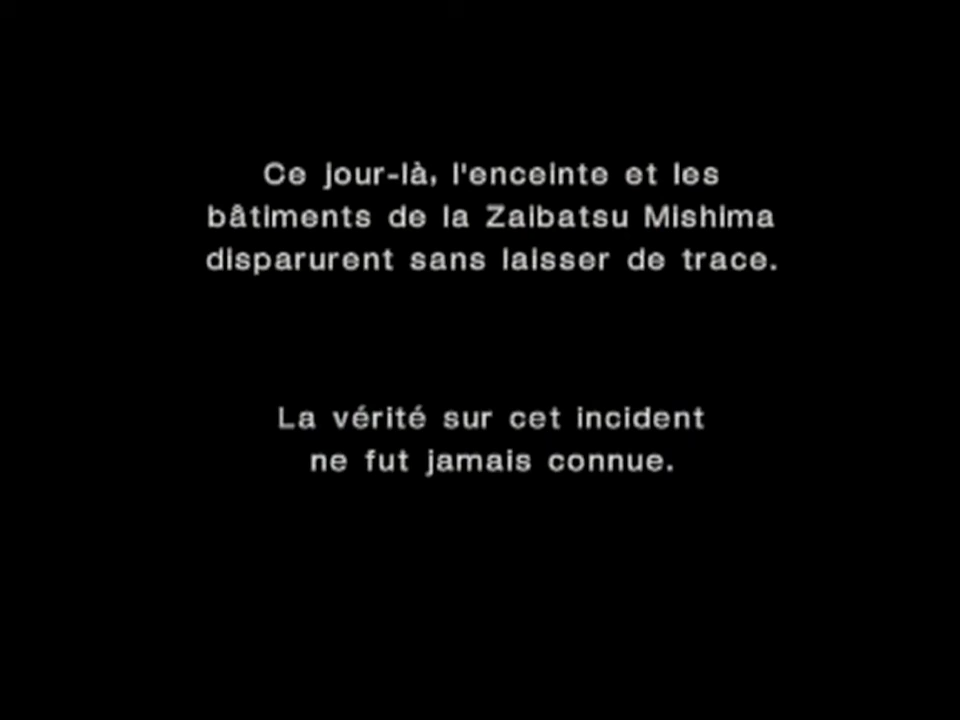 Ce jour-là, l'enceinte et les
bâtiments de la Zaibatsu Mishima
disparurent sans laisser de trace.
La vérité sur cet incident
ne fut jamais connue.